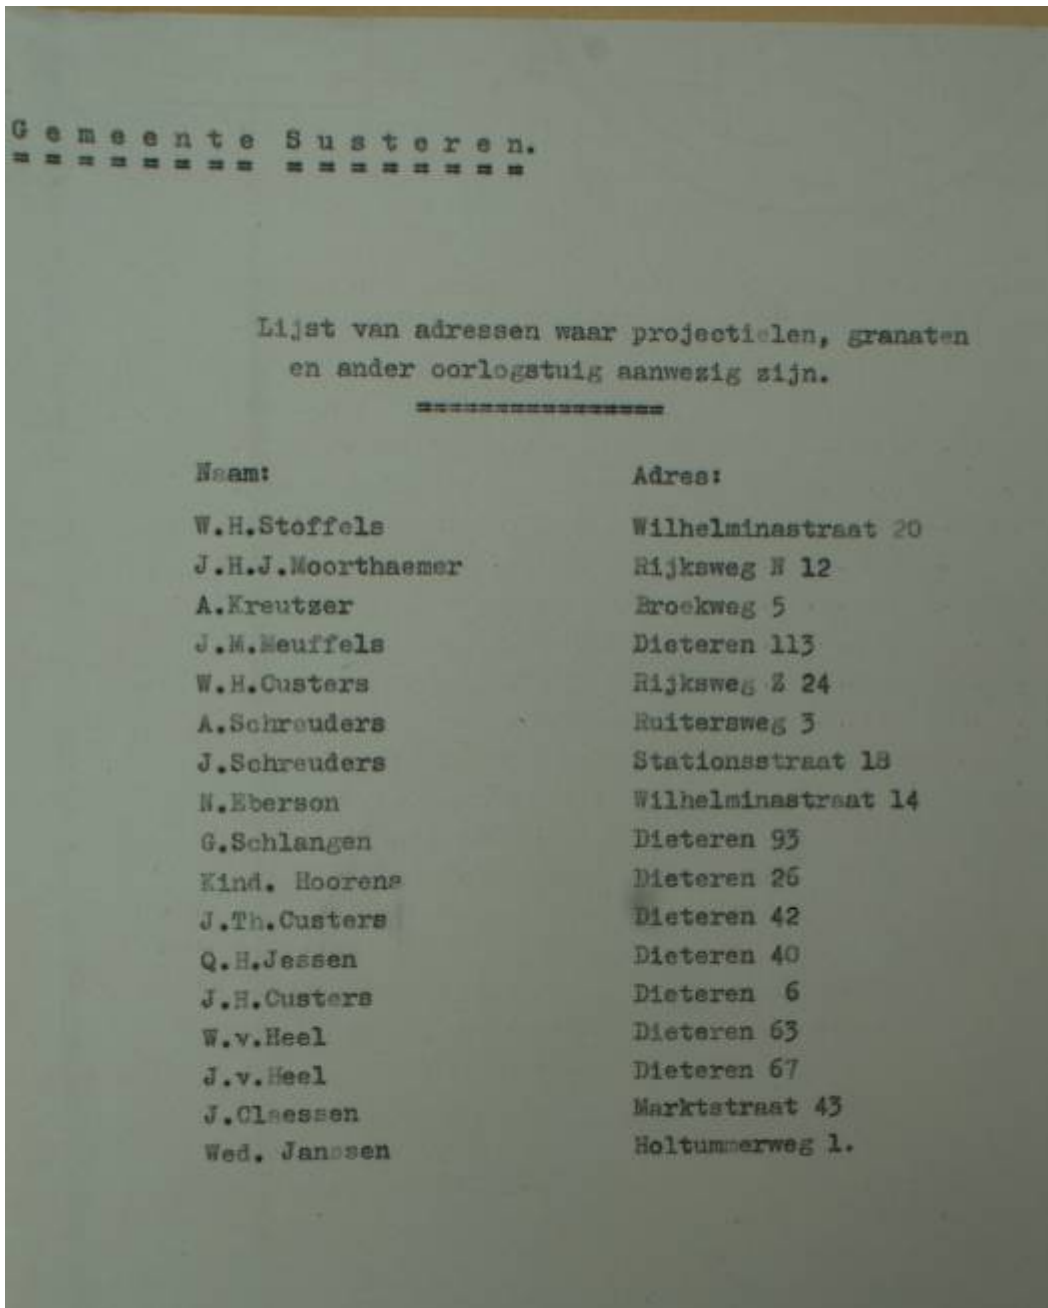 Gemeente Susteren.
Lijst van adressen waar projectielen, granaten
en ander oorlogstuig aanwezig zijn.
Naam: Adres:
W.H.Stoffels Wilhelminastraat 20
J.H.J.Moorthaemer Rijksweg N 12
A.Kreutzer Broekweg 5
J.M.Meuffels Dieteren 113
W.H.Custers Rijksweg Z 24
A.Schreuders Ruitersweg 3
J.Schreuders Stationsstraat 18
N.Eberson Wilhelminastraat 14
G.Schlangen Dieteren 93
Kind. Hoorens Dieteren 26
J.Th.Custers Dieteren 42
Q.H.Jessen Dieteren 40
J.H.Custers Dieteren 6
W.v.Heel Dieteren 63
J.v.Heel Dieteren 67
J.Claessen Marktstraat 43
Wed. Janssen Holtummerweg 1.